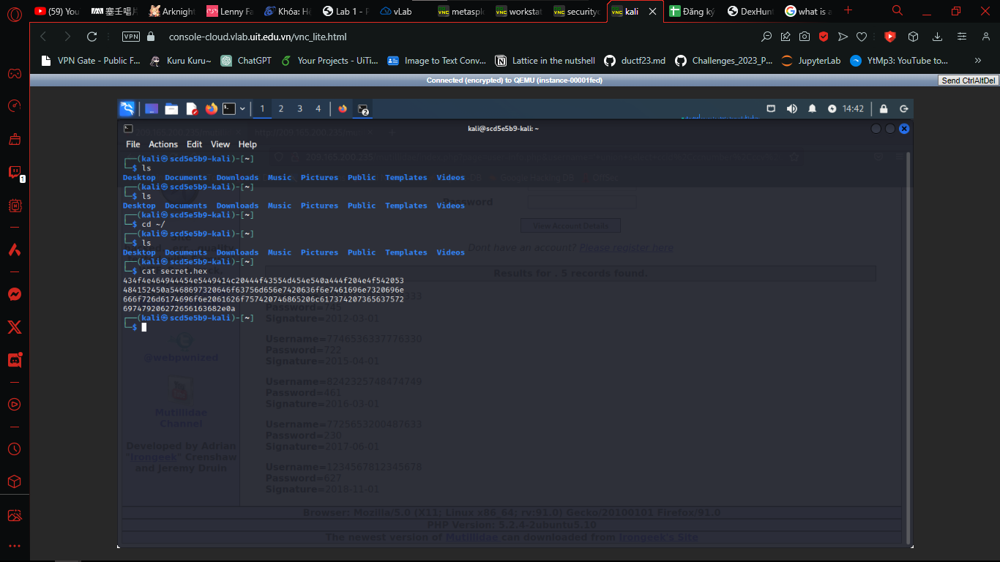 (59) You
塞壬唱片
Arknight
Lenny Fa
Khóa: Hệ
Lab 1 - P
vLab
metasplo
workstat
securityo
kali
Đăng ký
DexHunt
what is a
VPN
console-cloud.vlab.uit.edu.vn/vnc_lite.html
VPN Gate - Public F...
Kuru Kuru~
ChatGPT
Your Projects - UiTi...
Image to Text Conv...
Lattice in the nutshell
ductf23.md
Challenges_2023_P...
JupyterLab
YtMp3: YouTube to...
Connected (encrypted) to QEMU (instance-00001fed)
Send CtrlAltDel
1 2 3 4
14:42
kali@scd5e5b9-kali: ~
File Actions Edit View Help
┌──(kali㉿scd5e5b9-kali)-[~]
└─$ ls
Desktop Documents Downloads Music Pictures Public Templates Videos
┌──(kali㉿scd5e5b9-kali)-[~]
└─$ ls
Desktop Documents Downloads Music Pictures Public Templates Videos
┌──(kali㉿scd5e5b9-kali)-[~]
└─$ cd ~/
┌──(kali㉿scd5e5b9-kali)-[~]
└─$ ls
Desktop Documents Downloads Music Pictures Public Templates Videos
┌──(kali㉿scd5e5b9-kali)-[~]
└─$ cat secret.hex
434f4e464944454e5449414c20444f43554d454e540a444f204e4f542053
484152450a5468697320646f63756d656e7420636f6e7461696e7320696e
666f726d6174696f6e2061626f757420746865206c617374207365637572
697479206272656163682e0a
┌──(kali㉿scd5e5b9-kali)-[~]
└─$
Password
View Account Details
Dont have an account? Please register here
Results for . 5 records found.
Password=745
Signature=2012-03-01
Username=7746536337776330
Password=722
Signature=2015-04-01
Username=8242325748474749
Password=461
Signature=2016-03-01
Username=7725653200487633
Password=230
Signature=2017-06-01
Username=1234567812345678
Password=627
Signature=2018-11-01
@webpwnized
Mutillidae
Channel
Developed by Adrian
"Irongeek" Crenshaw
and Jeremy Druin
Browser: Mozilla/5.0 (X11; Linux x86_64; rv:91.0) Gecko/20100101 Firefox/91.0
PHP Version: 5.2.4-2ubuntu5.10
The newest version of Mutillidae can downloaded from Irongeek's Site